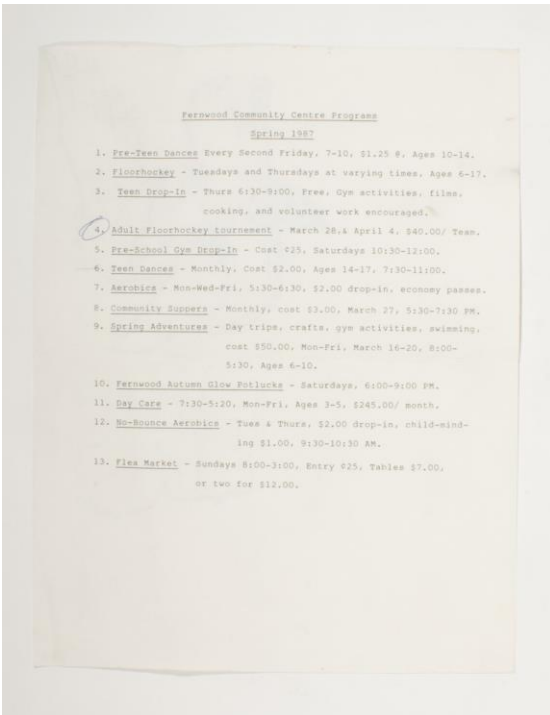 Fernwood Community Centre Programs
Spring 1987
1. Pre-Teen Dances Every Second Friday, 7-10, $1.25 @, Ages 10-14.
2. Floorhockey - Tuesdays and Thursdays at varying times, Ages 6-17.
3. Teen Drop-In - Thurs 6:30-9:00, Free, Gym activities, films,
cooking, and volunteer work encouraged.
4. Adult Floorhockey tournement - March 28,& April 4, $40.00/ Team.
5. Pre-School Gym Drop-In - Cost ¢25, Saturdays 10:30-12:00.
6. Teen Dances - Monthly, Cost $2.00, Ages 14-17, 7:30-11:00.
7. Aerobics - Mon-Wed-Fri, 5:30-6:30, $2.00 drop-in, economy passes.
8. Community Suppers - Monthly, cost $3.00, March 27, 5:30-7:30 PM.
9. Spring Adventures - Day trips, crafts, gym activities, swimming,
cost $50.00, Mon-Fri, March 16-20, 8:00-
5:30, Ages 6-10.
10. Fernwood Autumn Glow Potlucks - Saturdays, 6:00-9:00 PM.
11. Day Care - 7:30-5:20, Mon-Fri, Ages 3-5, $245.00/ month.
12. No-Bounce Aerobics - Tues & Thurs, $2.00 drop-in, child-mind-
ing $1.00, 9:30-10:30 AM.
13. Flea Market - Sundays 8:00-3:00, Entry ¢25, Tables $7.00,
or two for $12.00.